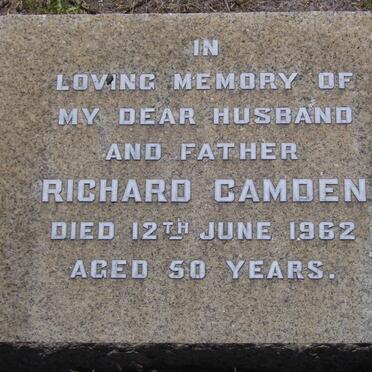 IN
LOVING MEMORY OF
MY DEAR HUSBAND
AND FATHER
RICHARD CAMDEN
DIED 12TH JUNE 1962
AGED 50 YEARS.